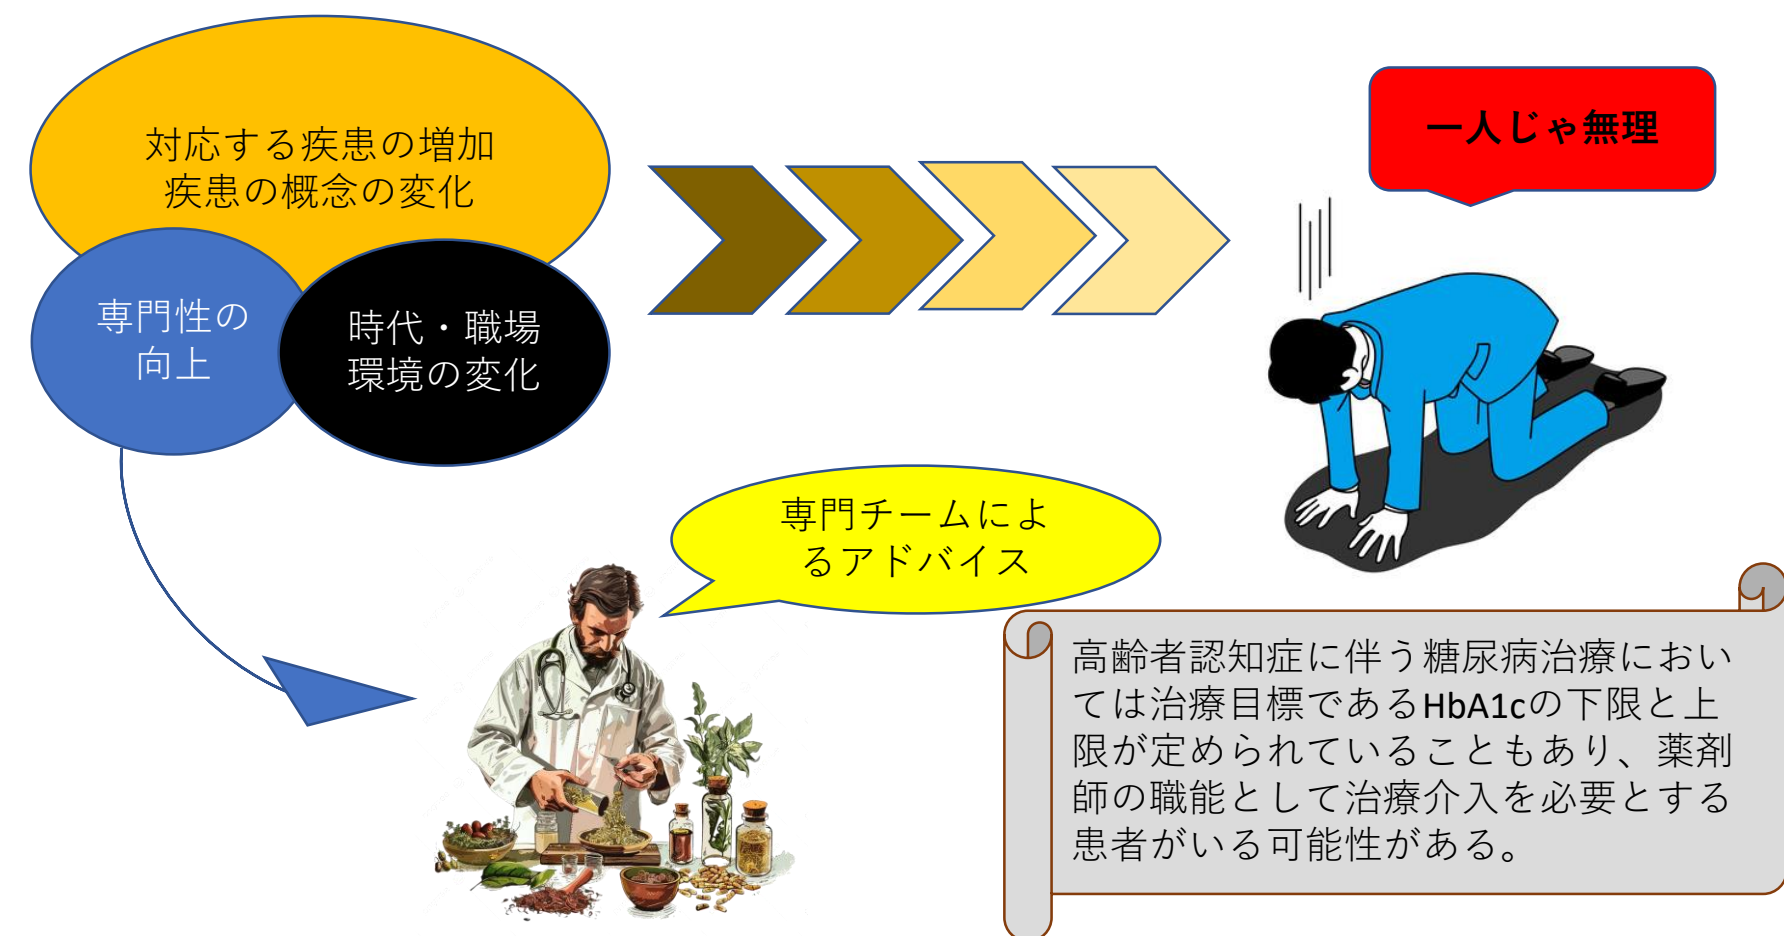 対応する疾患の増加
疾患の概念の変化
専門性の
向上
時代・職場
環境の変化
一人じゃ無理
専門チームによ
るアドバイス
高齢者認知症に伴う糖尿病治療におい
ては治療目標であるHbA1cの下限と上
限が定められていることもあり、薬剤
師の職能として治療介入を必要とする
患者がいる可能性がある。